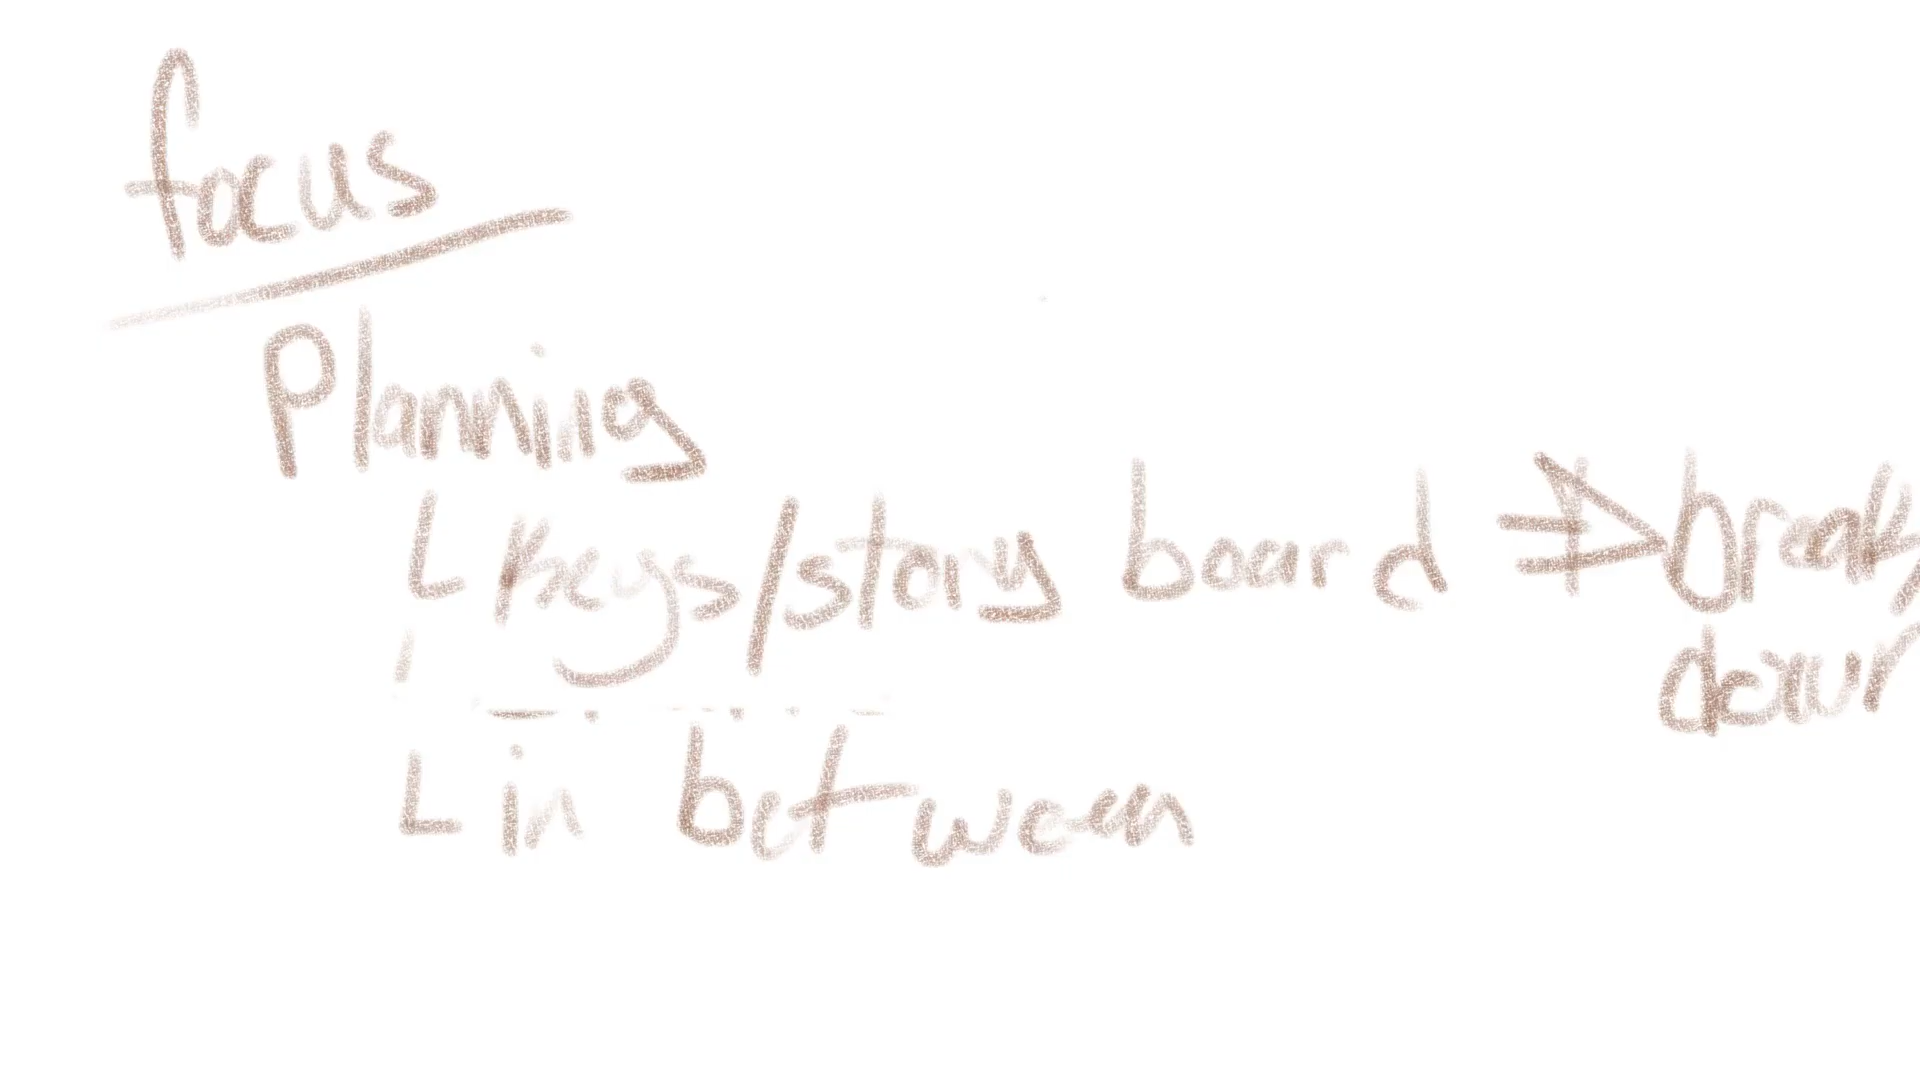 focus
Planning
keys/story board ⇒ break
down
in between